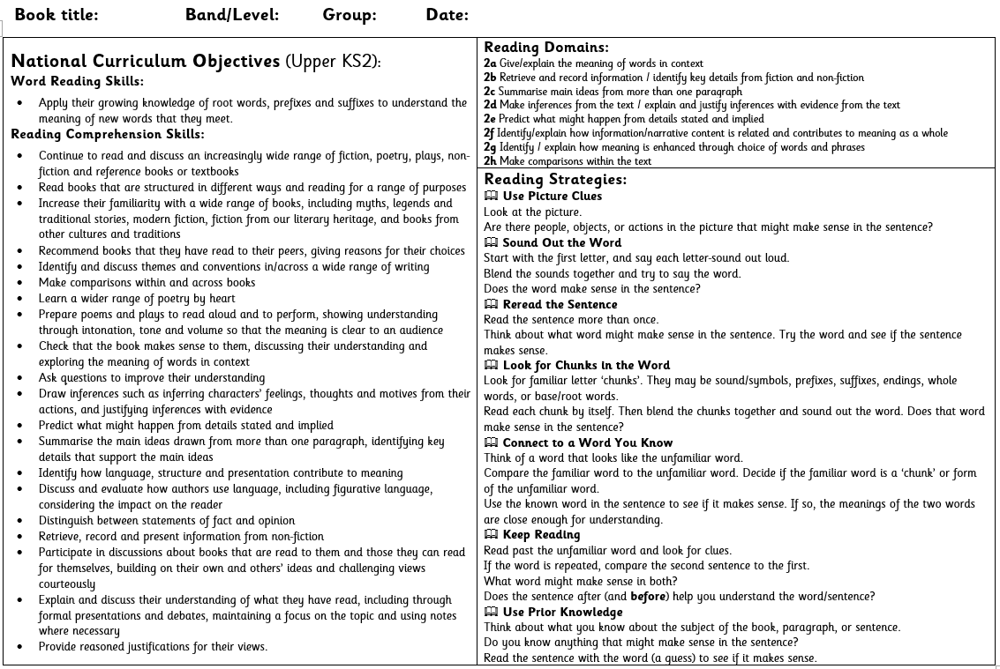 Book title: Band/Level: Group: Date:
National Curriculum Objectives (Upper KS2):
Word Reading Skills:
• Apply their growing knowledge of root words, prefixes and suffixes to understand the
meaning of new words that they meet.
Reading Comprehension Skills:
• Continue to read and discuss an increasingly wide range of fiction, poetry, plays, non-
fiction and reference books or textbooks
• Read books that are structured in different ways and reading for a range of purposes
• Increase their familiarity with a wide range of books, including myths, legends and
traditional stories, modern fiction, fiction from our literary heritage, and books from
other cultures and traditions
• Recommend books that they have read to their peers, giving reasons for their choices
• Identify and discuss themes and conventions in/across a wide range of writing
• Make comparisons within and across books
• Learn a wider range of poetry by heart
• Prepare poems and plays to read aloud and to perform, showing understanding
through intonation, tone and volume so that the meaning is clear to an audience
• Check that the book makes sense to them, discussing their understanding and
exploring the meaning of words in context
• Ask questions to improve their understanding
• Draw inferences such as inferring characters' feelings, thoughts and motives from their
actions, and justifying inferences with evidence
• Predict what might happen from details stated and implied
• Summarise the main ideas drawn from more than one paragraph, identifying key
details that support the main ideas
• Identify how language, structure and presentation contribute to meaning
• Discuss and evaluate how authors use language, including figurative language,
considering the impact on the reader
• Distinguish between statements of fact and opinion
• Retrieve, record and present information from non-fiction
• Participate in discussions about books that are read to them and those they can read
for themselves, building on their own and others' ideas and challenging views
courteously
• Explain and discuss their understanding of what they have read, including through
formal presentations and debates, maintaining a focus on the topic and using notes
where necessary
• Provide reasoned justifications for their views.
Reading Domains:
2a Give/explain the meaning of words in context
2b Retrieve and record information / identify key details from fiction and non-fiction
2c Summarise main ideas from more than one paragraph
2d Make inferences from the text / explain and justify inferences with evidence from the text
2e Predict what might happen from details stated and implied
2f Identify/explain how information/narrative content is related and contributes to meaning as a whole
2g Identify / explain how meaning is enhanced through choice of words and phrases
2h Make comparisons within the text
Reading Strategies:
Use Picture Clues
Look at the picture.
Are there people, objects, or actions in the picture that might make sense in the sentence?
Sound Out the Word
Start with the first letter, and say each letter-sound out loud.
Blend the sounds together and try to say the word.
Does the word make sense in the sentence?
Reread the Sentence
Read the sentence more than once.
Think about what word might make sense in the sentence. Try the word and see if the sentence
makes sense.
Look for Chunks in the Word
Look for familiar letter 'chunks'. They may be sound/symbols, prefixes, suffixes, endings, whole
words, or base/root words.
Read each chunk by itself. Then blend the chunks together and sound out the word. Does that word
make sense in the sentence?
Connect to a Word You Know
Think of a word that looks like the unfamiliar word.
Compare the familiar word to the unfamiliar word. Decide if the familiar word is a 'chunk' or form
of the unfamiliar word.
Use the known word in the sentence to see if it makes sense. If so, the meanings of the two words
are close enough for understanding.
Keep Reading
Read past the unfamiliar word and look for clues.
If the word is repeated, compare the second sentence to the first.
What word might make sense in both?
Does the sentence after (and before) help you understand the word/sentence?
Use Prior Knowledge
Think about what you know about the subject of the book, paragraph, or sentence.
Do you know anything that might make sense in the sentence?
Read the sentence with the word (a guess) to see if it makes sense.